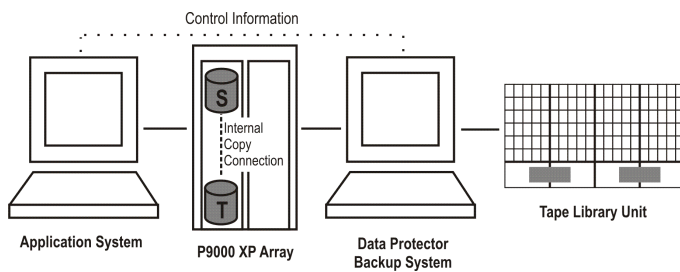 Control Information
S
Internal
Copy
Connection
T
Application System
P9000 XP Array
Data Protector
Backup System
Tape Library Unit